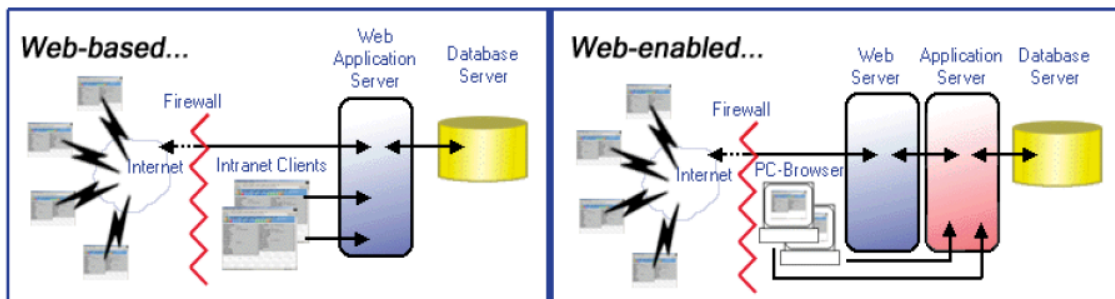 Web-based...
Web
Application
Server
Database
Server
Firewall
Internet
Intranet Clients
Web-enabled...
Web
Server
Application
Server
Database
Server
Firewall
Internet
PC-Browser